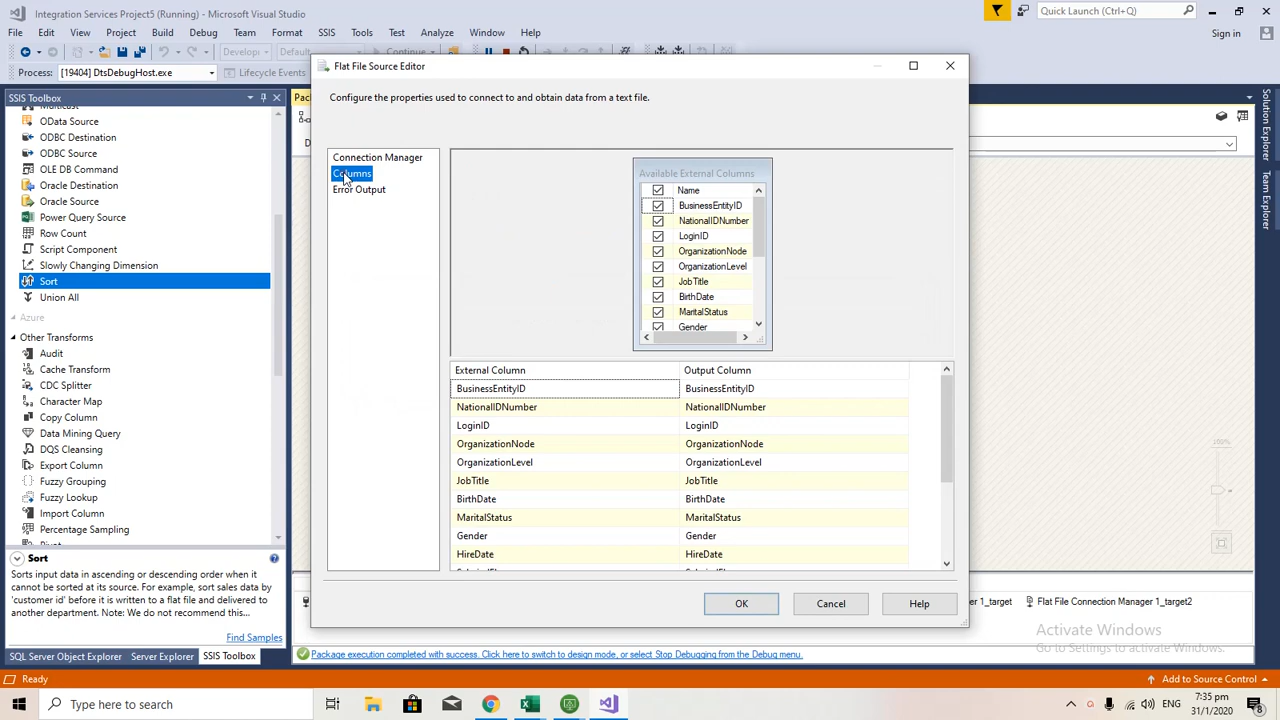 Integration Services Project5 (Running) - Microsoft Visual Studio
Quick Launch (Ctrl+Q)
File Edit View Project Build Debug Team Format SSIS Tools Test Analyze Window Help
Sign in
Develop Default Continue
Process: [19404] DtsDebugHost.exe Lifecycle Events
SSIS Toolbox
Multicast
OData Source
ODBC Destination
ODBC Source
OLE DB Command
Oracle Destination
Oracle Source
Power Query Source
Row Count
Script Component
Slowly Changing Dimension
Sort
Union All
Azure
Other Transforms
Audit
Cache Transform
CDC Splitter
Character Map
Copy Column
Data Mining Query
DQS Cleansing
Export Column
Fuzzy Grouping
Fuzzy Lookup
Import Column
Percentage Sampling
Pivot
Sort
Sorts input data in ascending or descending order when it
cannot be sorted at its source. For example, sort sales data
by 'customer id' before it is written to a flat file and delivered
to another department. Note: We do not recommend this...
Find Samples
SQL Server Object Explorer Server Explorer SSIS Toolbox
Flat File Source Editor
Configure the properties used to connect to and obtain data from a text file.
Connection Manager
Columns
Error Output
Available External Columns
Name
BusinessEntityID
NationalIDNumber
LoginID
OrganizationNode
OrganizationLevel
JobTitle
BirthDate
MaritalStatus
Gender
External Column Output Column
BusinessEntityID BusinessEntityID
NationalIDNumber NationalIDNumber
LoginID LoginID
OrganizationNode OrganizationNode
OrganizationLevel OrganizationLevel
JobTitle JobTitle
BirthDate BirthDate
MaritalStatus MaritalStatus
Gender Gender
HireDate HireDate
OK Cancel Help
Solution Explorer
Team Explorer
100%
1_target Flat File Connection Manager 1_target2
Activate Windows
Go to Settings to activate Windows.
Package execution completed with success. Click here to switch to design mode, or select Stop Debugging from the Debug menu.
Ready
Add to Source Control
Type here to search
ENG
7:35 pm
31/1/2020
8